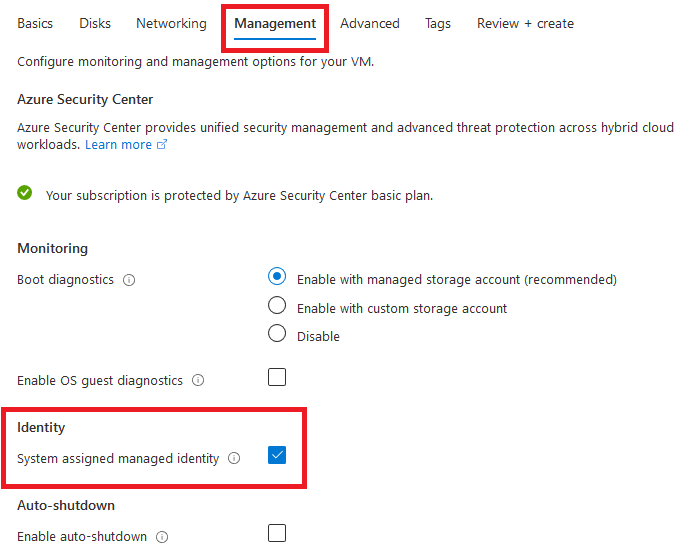 Basics Disks Networking Management Advanced Tags Review + create
Configure monitoring and management options for your VM.
Azure Security Center
Azure Security Center provides unified security management and advanced threat protection across hybrid cloud
workloads. Learn more
Your subscription is protected by Azure Security Center basic plan.
Monitoring
Boot diagnostics
Enable with managed storage account (recommended)
Enable with custom storage account
Disable
Enable OS guest diagnostics
Identity
System assigned managed identity
Auto-shutdown
Enable auto-shutdown